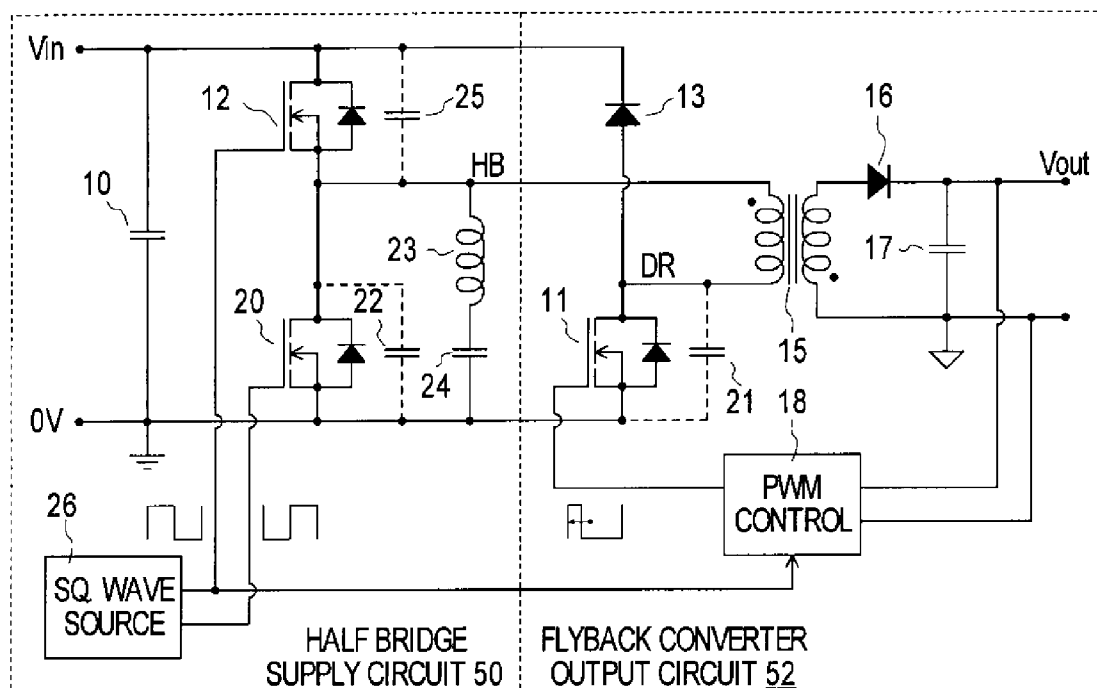 Vin
12
25
13
16
HB
Vout
10
23
17
DR
20
22
11
24
15
21
0V
18
PWM
CONTROL
26
SQ. WAVE
SOURCE
HALF BRIDGE
SUPPLY CIRCUIT 50
FLYBACK CONVERTER
OUTPUT CIRCUIT 52